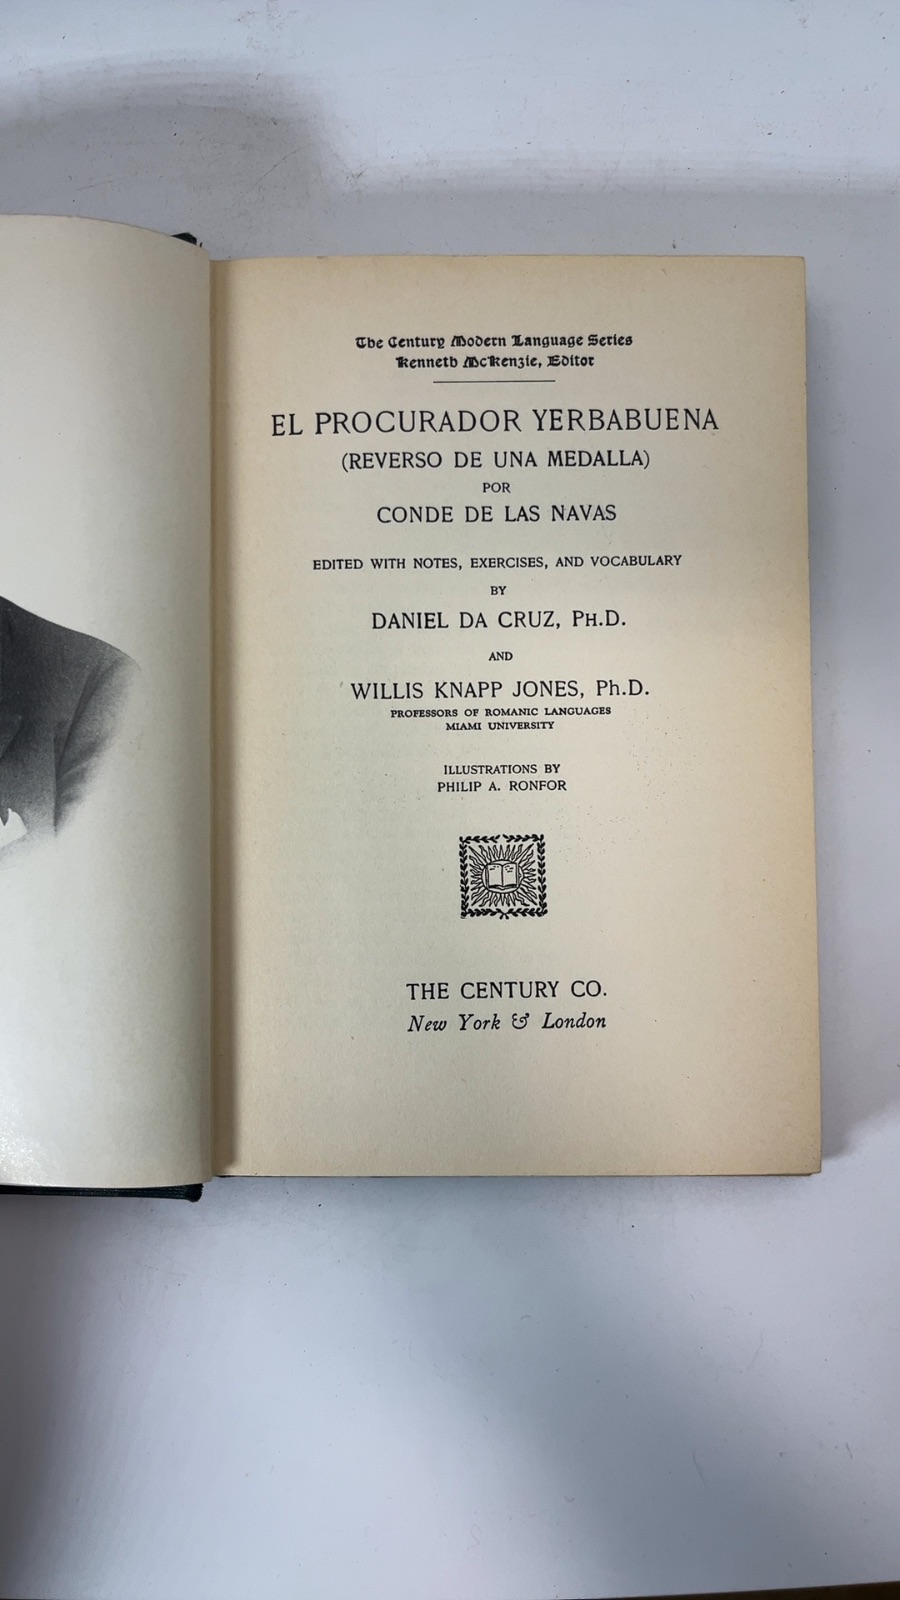 The Century Modern Language Series
Kenneth McKenzie, Editor
EL PROCURADOR YERBABUENA
(REVERSO DE UNA MEDALLA)
POR
CONDE DE LAS NAVAS
EDITED WITH NOTES, EXERCISES, AND VOCABULARY
BY
DANIEL DA CRUZ, PH.D.
AND
WILLIS KNAPP JONES, Ph.D.
PROFESSORS OF ROMANIC LANGUAGES
MIAMI UNIVERSITY
ILLUSTRATIONS BY
PHILIP A. RONFOR
THE CENTURY CO.
New York & London